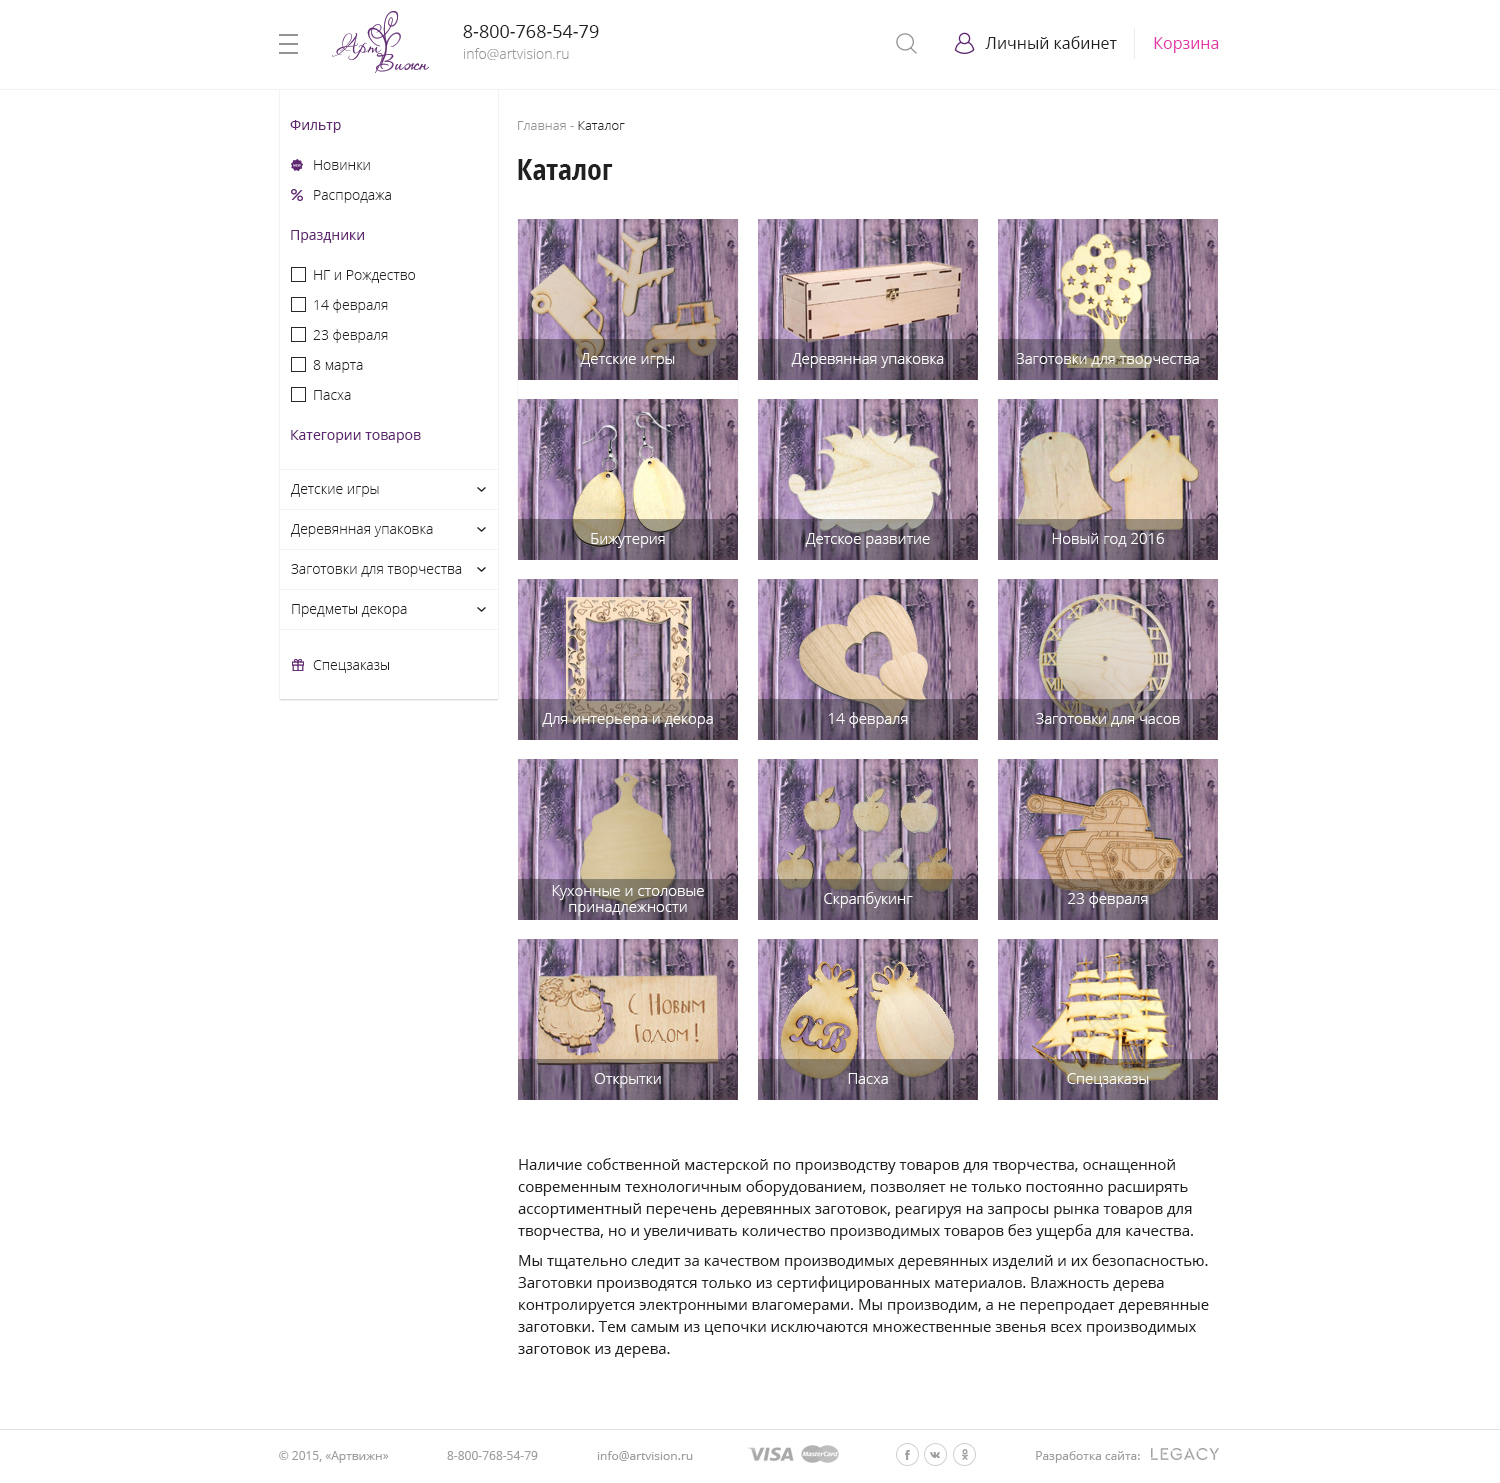 Арт Вижн
8-800-768-54-79
info@artvision.ru
Личный кабинет
Корзина
Фильтр
Новинки
Распродажа
Праздники
НГ и Рождество
14 февраля
23 февраля
8 марта
Пасха
Категории товаров
Детские игры
Деревянная упаковка
Заготовки для творчества
Предметы декора
Спецзаказы
Главная - Каталог
Каталог
Детские игры
Деревянная упаковка
Заготовки для творчества
Бижутерия
Детское развитие
Новый год 2016
Для интерьера и декора
14 февраля
XII
Заготовки для часов
Кухонные и столовые
принадлежности
Скрапбукинг
23 февраля
С Новым
Годом!
Открытки
ХВ
Пасха
Спецзаказы
Наличие собственной мастерской по производству товаров для творчества, оснащенной
современным технологичным оборудованием, позволяет не только постоянно расширять
ассортиментный перечень деревянных заготовок, реагируя на запросы рынка товаров для
творчества, но и увеличивать количество производимых товаров без ущерба для качества.
Мы тщательно следит за качеством производимых деревянных изделий и их безопасностью.
Заготовки производятся только из сертифицированных материалов. Влажность дерева
контролируется электронными влагомерами. Мы производим, а не перепродает деревянные
заготовки. Тем самым из цепочки исключаются множественные звенья всех производимых
заготовок из дерева.
© 2015, «Артвижн»
8-800-768-54-79
info@artvision.ru
VISA
MasterCard
Разработка сайта: LEGACY